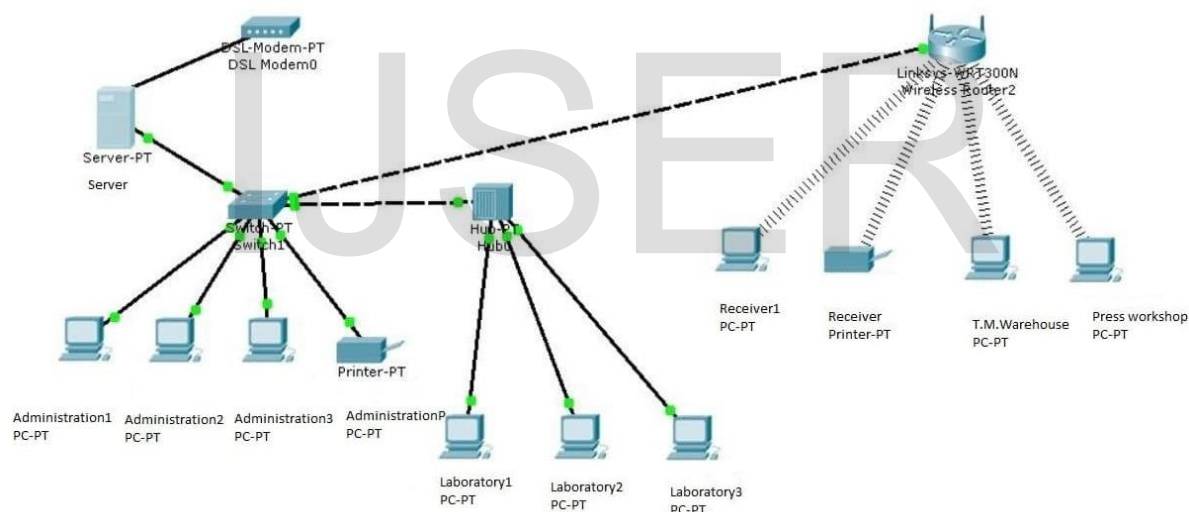 DSL-Modem-PT
DSL Modem0
Linksys-WRT300N
Wireless Router2
Server-PT
Server
Switch-PT
Switch1
Hub-PT
Hub0
USER
Receiver1
PC-PT
Receiver
Printer-PT
T.M.Warehouse
PC-PT
Press workshop
PC-PT
Printer-PT
Administration1
PC-PT
Administration2
PC-PT
Administration3
PC-PT
AdministrationP
PC-PT
Laboratory1
PC-PT
Laboratory2
PC-PT
Laboratory3
PC-PT